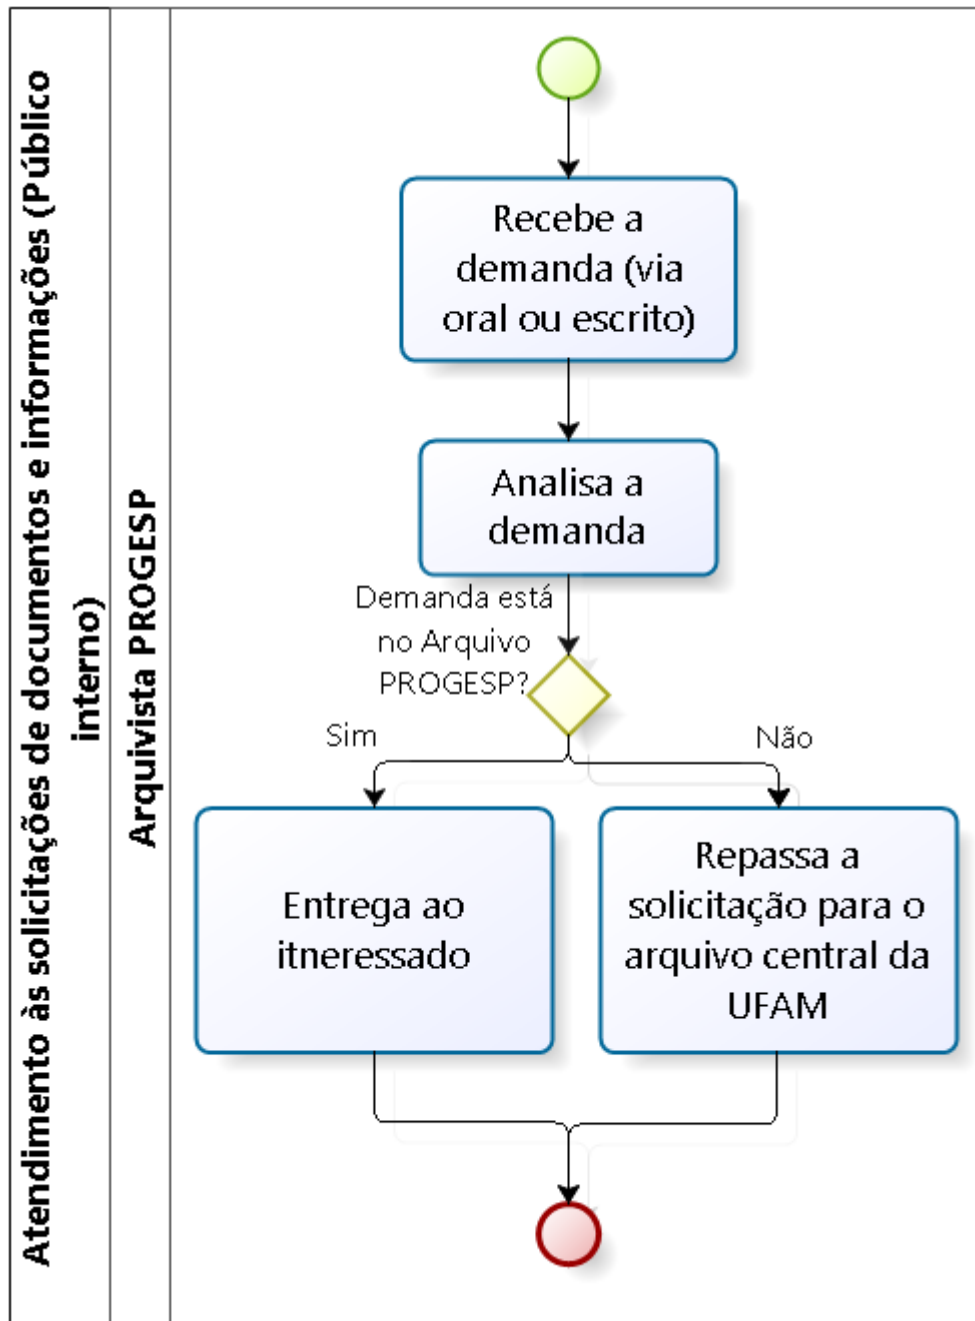 Atendimento às solicitações de documentos e informações (Público
interno)
Arquivista PROGESP
Recebe a
demanda (via
oral ou escrito)
Analisa a
demanda
Demanda está
no Arquivo
PROGESP?
Sim
Não
Entrega ao
itneressado
Repassa a
solicitação para o
arquivo central da
UFAM